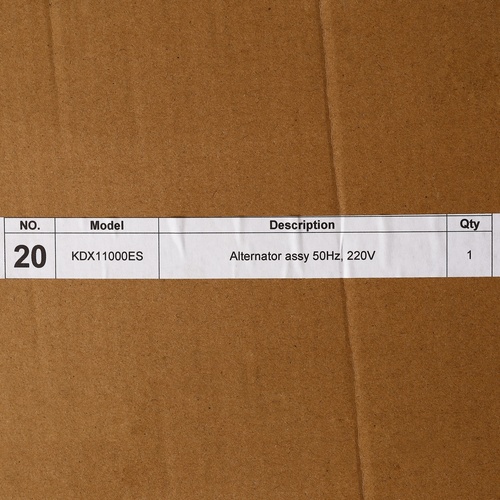 NO. Model Description Qty
20 KDX11000ES Alternator assy 50Hz, 220V 1